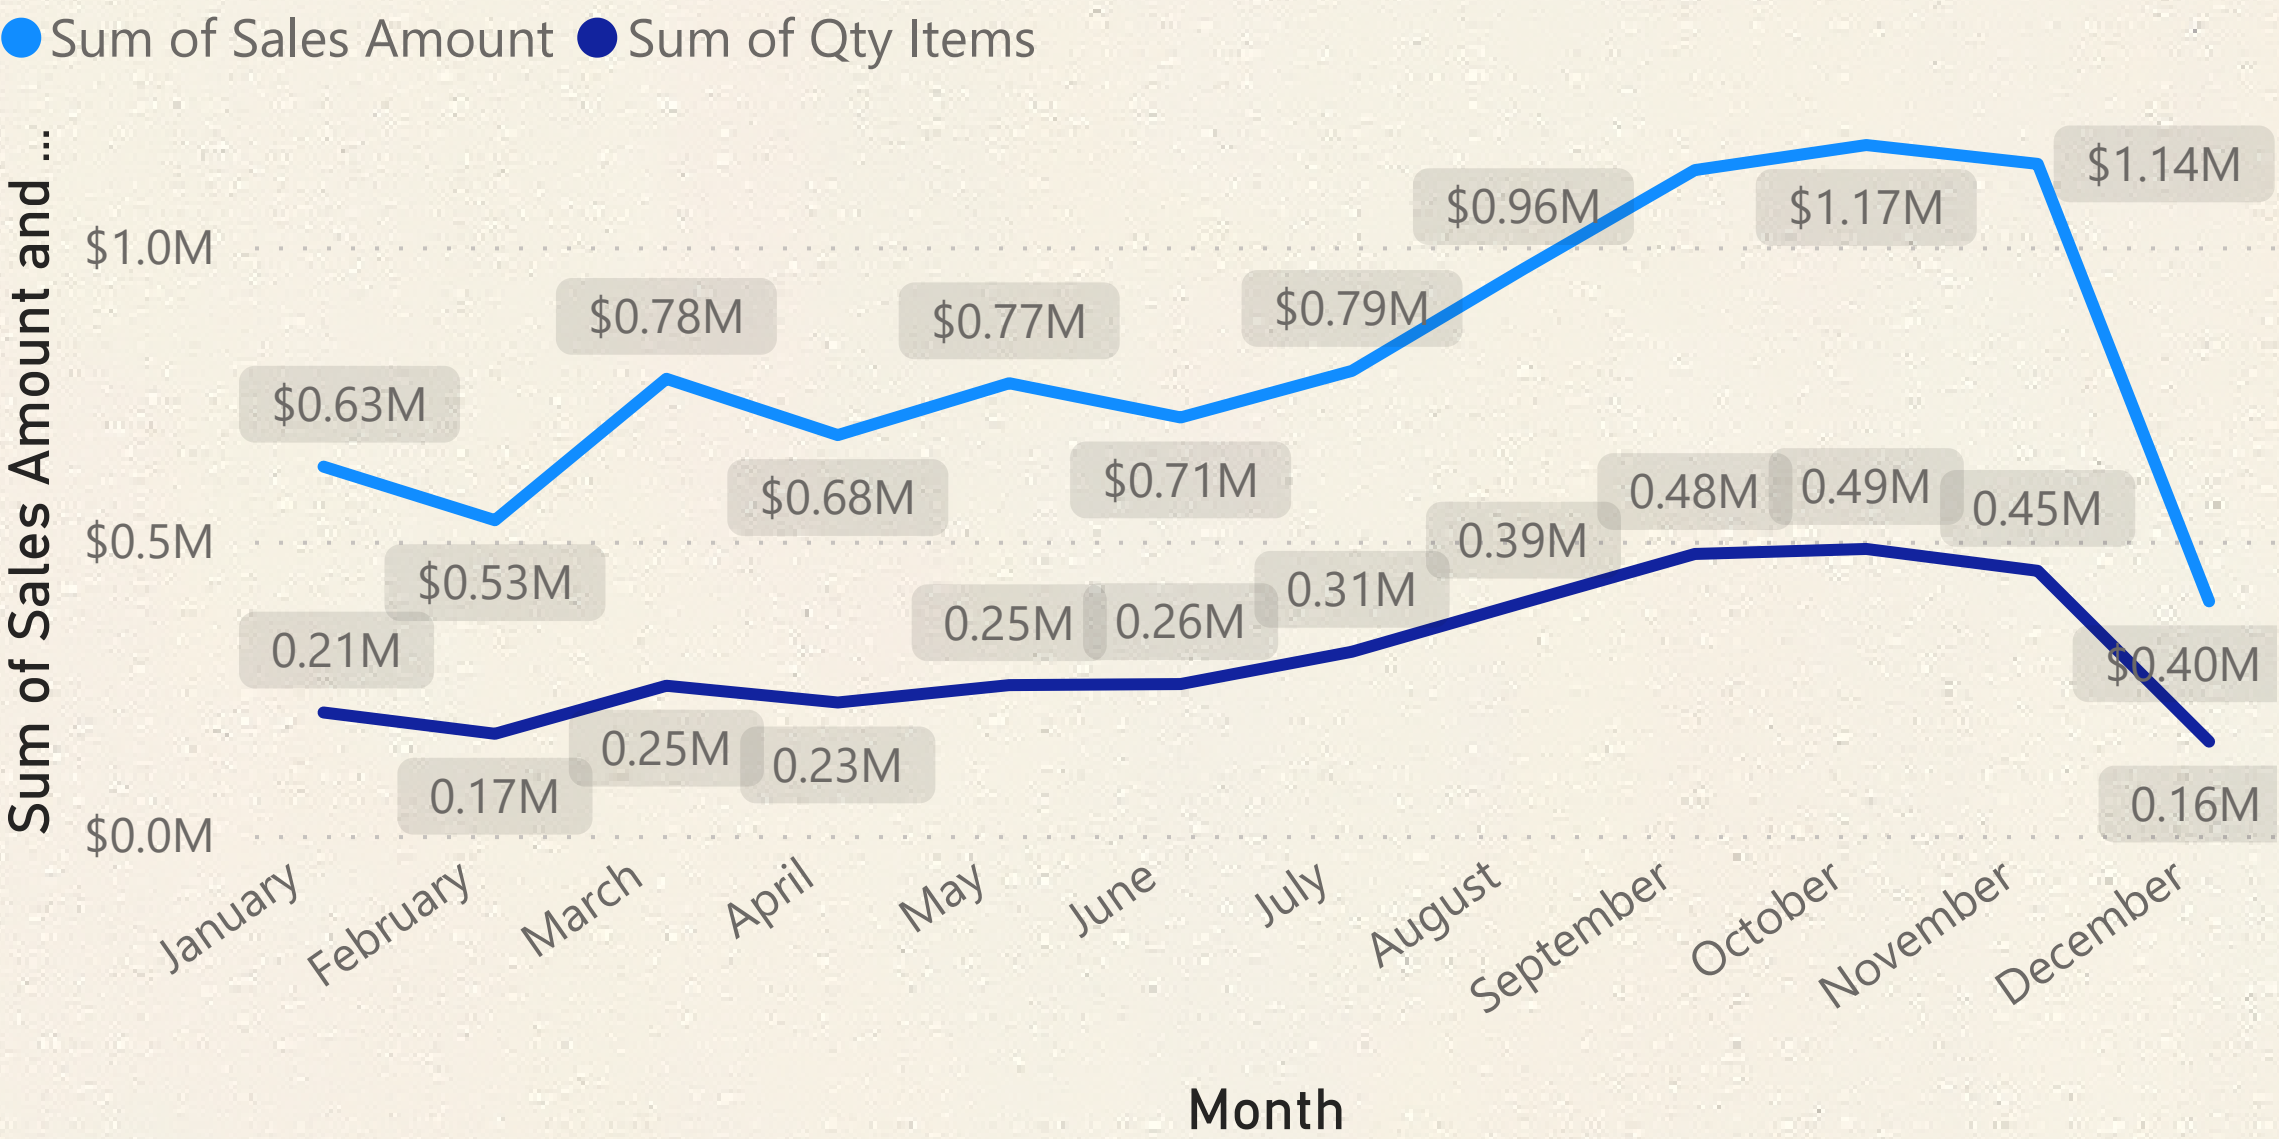 Sum of Sales Amount Sum of Qty Items
Sum of Sales Amount and ...
$1.0M
$0.5M
$0.0M
$0.63M
$0.53M
$0.78M
$0.68M
$0.77M
$0.71M
$0.79M
$0.96M
$1.17M
$1.14M
$0.40M
0.21M
0.17M
0.25M
0.23M
0.25M
0.26M
0.31M
0.39M
0.48M
0.49M
0.45M
0.16M
January
February
March
April
May
June
July
August
September
October
November
December
Month